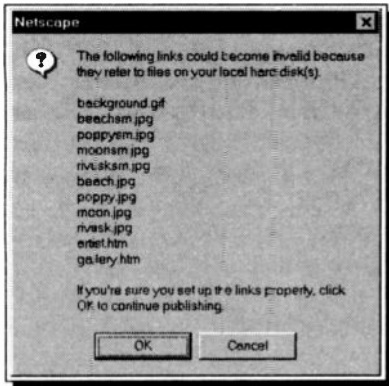 Netscape
The following links could become invalid because
they refer to files on your local hard disk(s).
background.gif
beachsm.jpg
poppysm.jpg
moonsm.jpg
rivusksm.jpg
beach.jpg
poppy.jpg
moon.jpg
rivusk.jpg
artist.htm
gallery.htm
If you're sure you set up the links properly, click
OK to continue publishing.
OK
Cancel